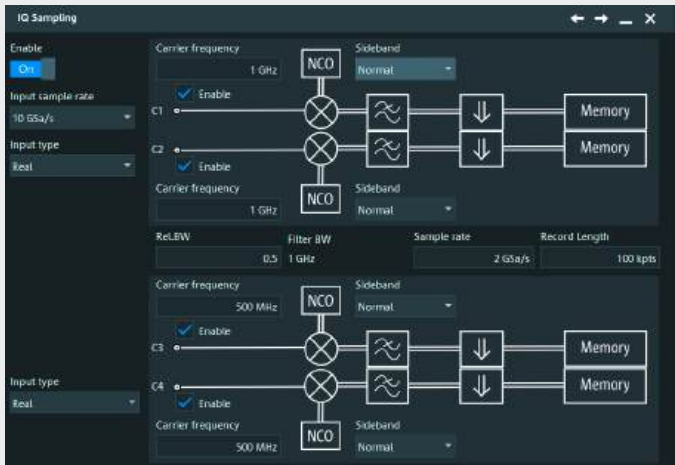 IQ Sampling
Enable
On
Input sample rate
10 GSa/s
Input type
Real
Carrier frequency
1 GHz
NCO
Sideband
Normal
Enable
C1
Memory
C2
Memory
Enable
Carrier frequency
1 GHz
NCO
Sideband
Normal
Rel.BW
0.5
Filter BW
1 GHz
Sample rate
2 GSa/s
Record Length
100 kpts
Carrier frequency
500 MHz
NCO
Sideband
Normal
Enable
C3
Memory
Input type
Real
C4
Memory
Enable
Carrier frequency
500 MHz
NCO
Sideband
Normal